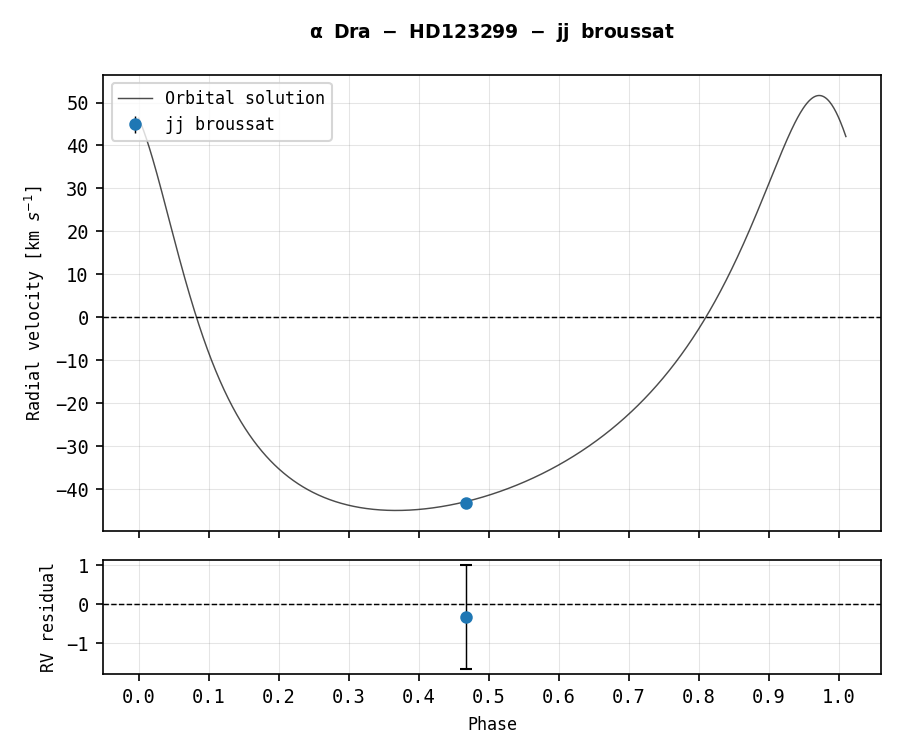 α Dra − HD123299 − jj broussat
Orbital solution
jj broussat
Radial velocity [km s⁻¹]
50
40
30
20
10
0
−10
−20
−30
−40
RV residual
1
0
−1
0.0 0.1 0.2 0.3 0.4 0.5 0.6 0.7 0.8 0.9 1.0
Phase